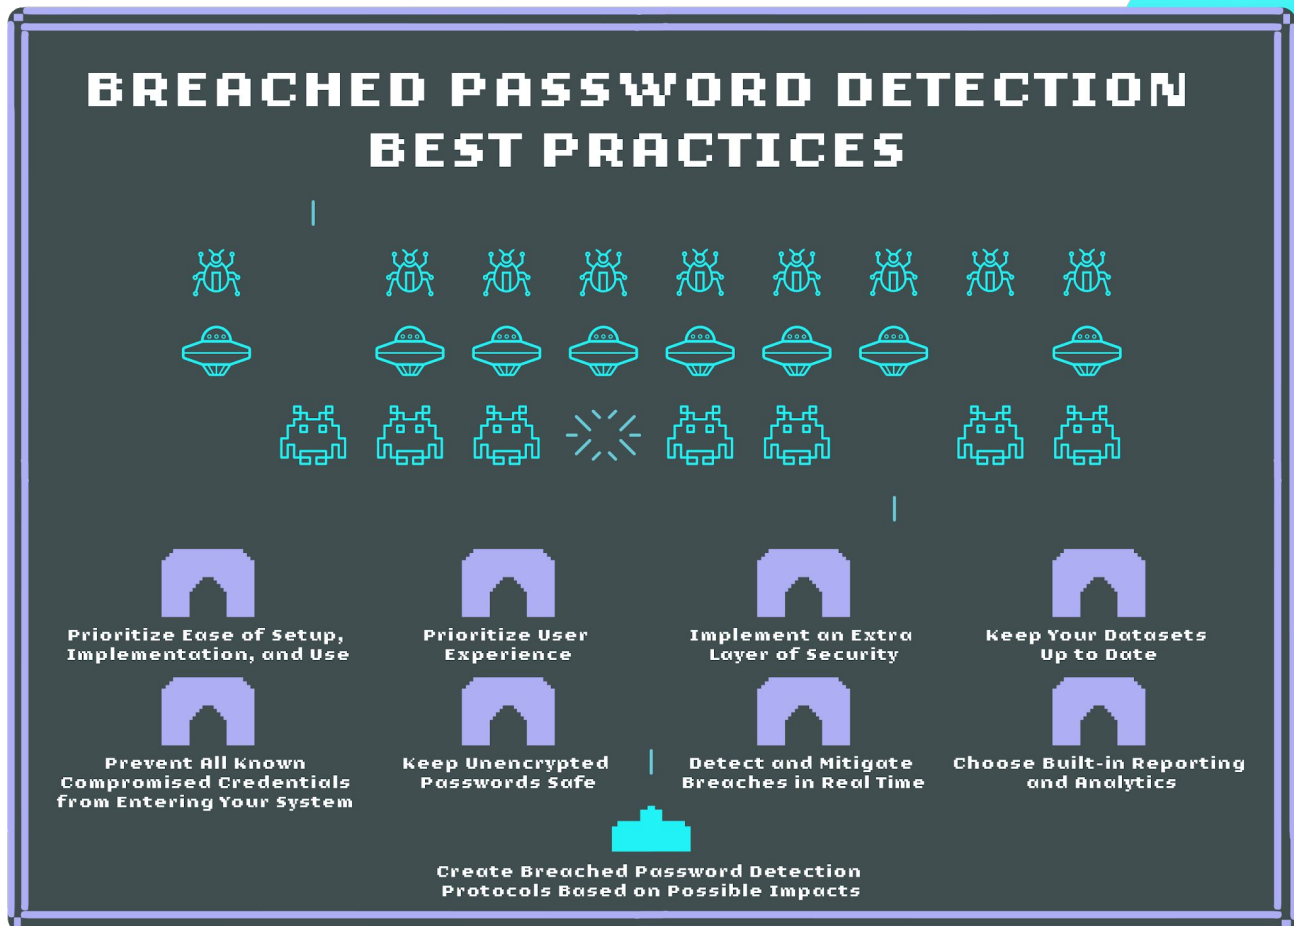 BREACHED PASSWORD DETECTION
BEST PRACTICES
Prioritize Ease of Setup,
Implementation, and Use
Prioritize User
Experience
Implement an Extra
Layer of Security
Keep Your Datasets
Up to Date
Prevent All Known
Compromised Credentials
from Entering Your System
Keep Unencrypted
Passwords Safe
Detect and Mitigate
Breaches in Real Time
Choose Built-in Reporting
and Analytics
Create Breached Password Detection
Protocols Based on Possible Impacts